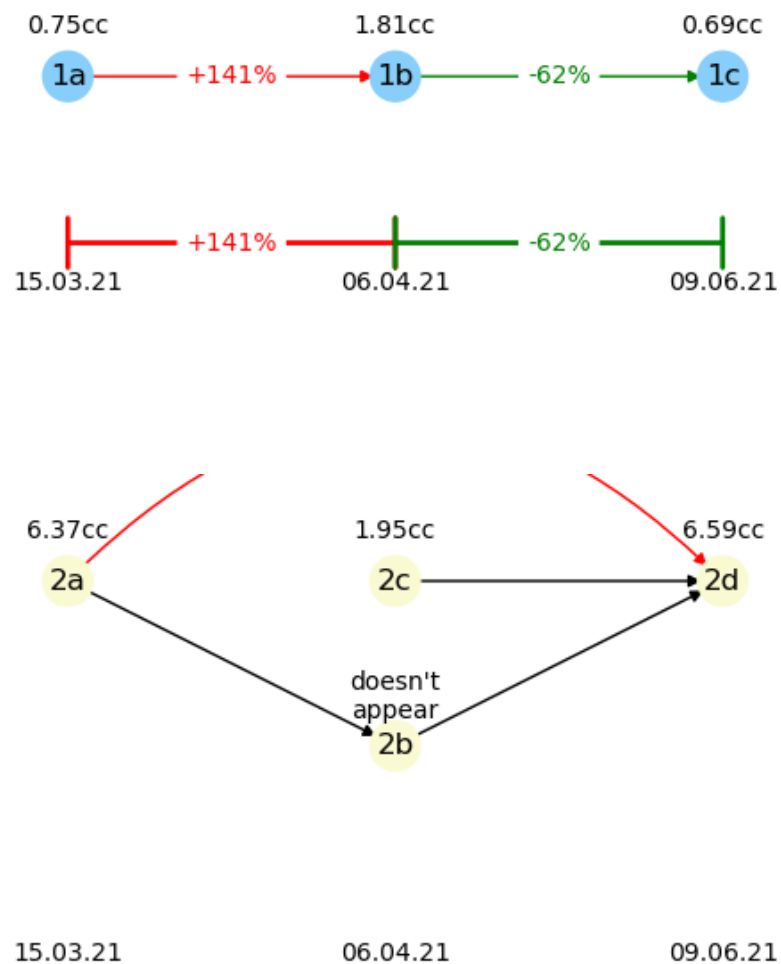 0.75cc 1.81cc 0.69cc
1a +141% 1b -62% 1c
+141% -62%
15.03.21 06.04.21 09.06.21
6.37cc 1.95cc 6.59cc
2a 2c 2d
doesn't
appear
2b
15.03.21 06.04.21 09.06.21